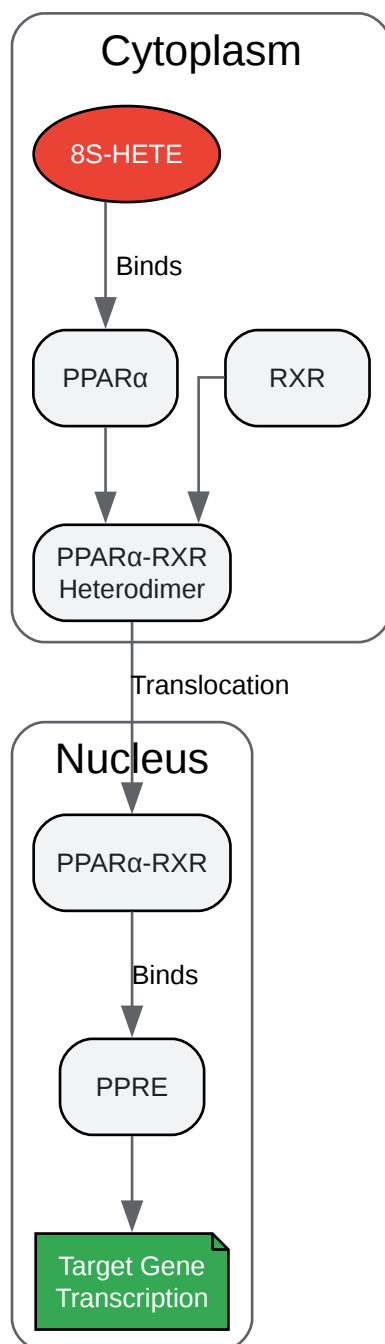 Cytoplasm
8S-HETE
Binds
PPARα
RXR
PPARα-RXR
Heterodimer
Translocation
Nucleus
PPARα-RXR
Binds
PPRE
Target Gene
Transcription